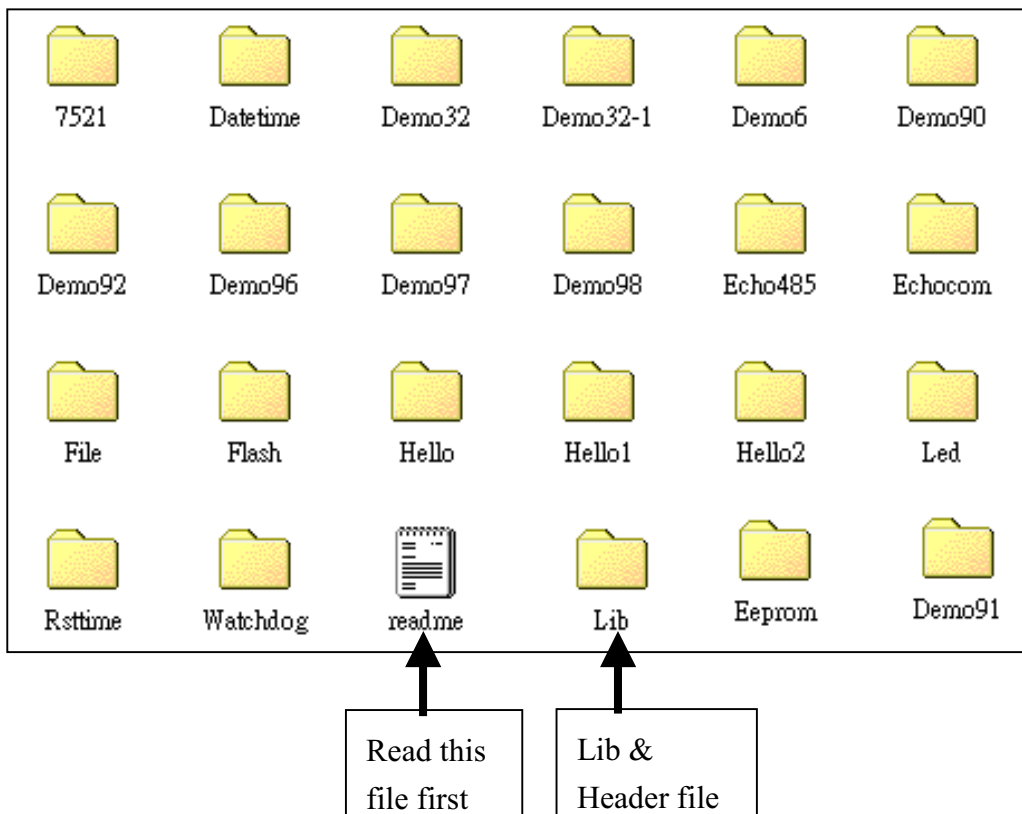 7521 Datetime Demo32 Demo32-1 Demo6 Demo90
Demo92 Demo96 Demo97 Demo98 Echo485 Echocom
File Flash Hello Hello1 Hello2 Led
Rsttime Watchdog readme Lib Eeprom Demo91
Read this
file first
Lib &
Header file